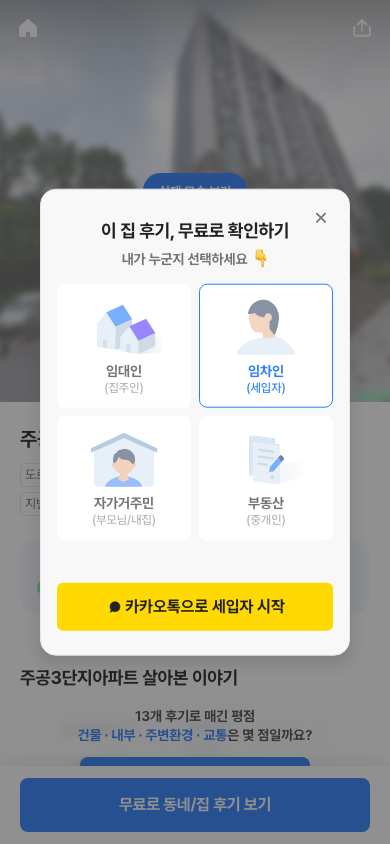 이 집 후기, 무료로 확인하기
내가 누군지 선택하세요 👇
임대인
(집주인)
임차인
(세입자)
자가거주민
(부모님/내집)
부동산
(중개인)
카카오톡으로 세입자 시작
주공3단지아파트 살아본 이야기
13개 후기로 매긴 평점
건물 · 내부 · 주변환경 · 교통은 몇 점일까요?
무료로 동네/집 후기 보기